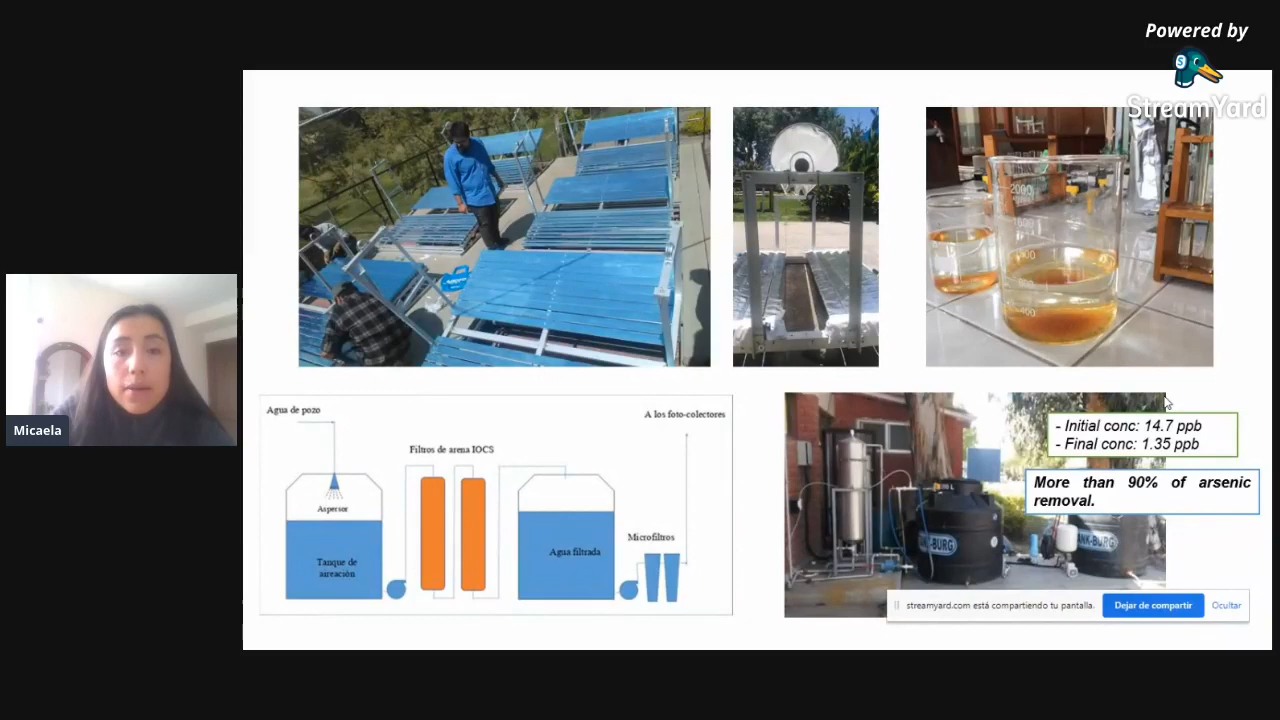 Powered by
StreamYard
Agua de pozo
A los foto-colectores
Filtros de arena IOCS
Aspersor
Tanque de
aireación
Agua filtrada
Microfiltros
2000
- Initial conc: 14.7 ppb
- Final conc: 1.35 ppb
More than 90% of arsenic
removal.
Micaela
streamyard.com está compartiendo tu pantalla.
Dejar de compartir
Ocultar